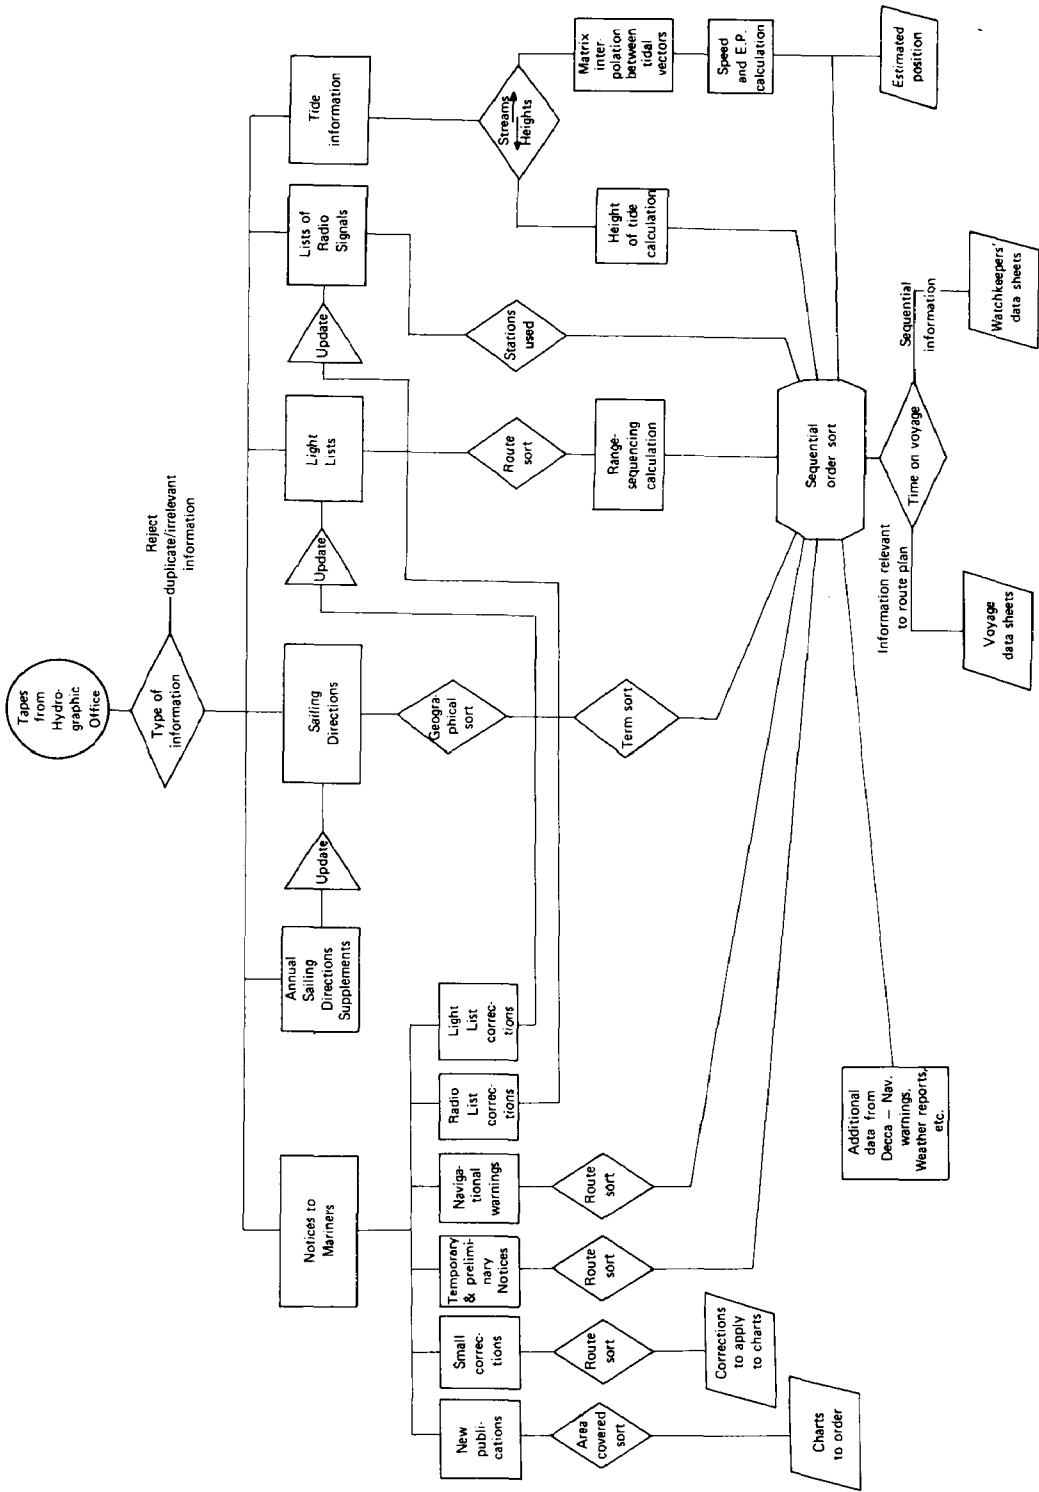 Tapes
from
Hydro-
graphic
Office
Type of
information
Reject
duplicate/irrelevant
information
Notices to
Mariners
Annual
Sailing
Directions
Supplements
Update
Sailing
Directions
Update
Light
Lists
Update
Lists of
Radio
Signals
Tide
information
New
publi-
cations
Small
correc-
tions
Temporary
& prelimi-
nary
Notices
Naviga-
tional
warnings
Radio
List
correc-
tions
Light
List
correc-
tions
Geogra-
phical
sort
Route
sort
Stations
used
Streams
Heights
Area
covered
sort
Route
sort
Route
sort
Route
sort
Term sort
Range-
sequencing
calculation
Height
of tide
calculation
Matrix
inter-
polation
between
tidal
vectors
Speed
and E.P.
calculation
Charts
to order
Corrections
to apply
to charts
Additional
data from
Decca – Nav.
warnings,
Weather reports,
etc.
Sequential
order sort
Estimated
position
Information relevant
to route plan
Time on voyage
Sequential
information
Voyage
data sheets
Watchkeepers'
data sheets